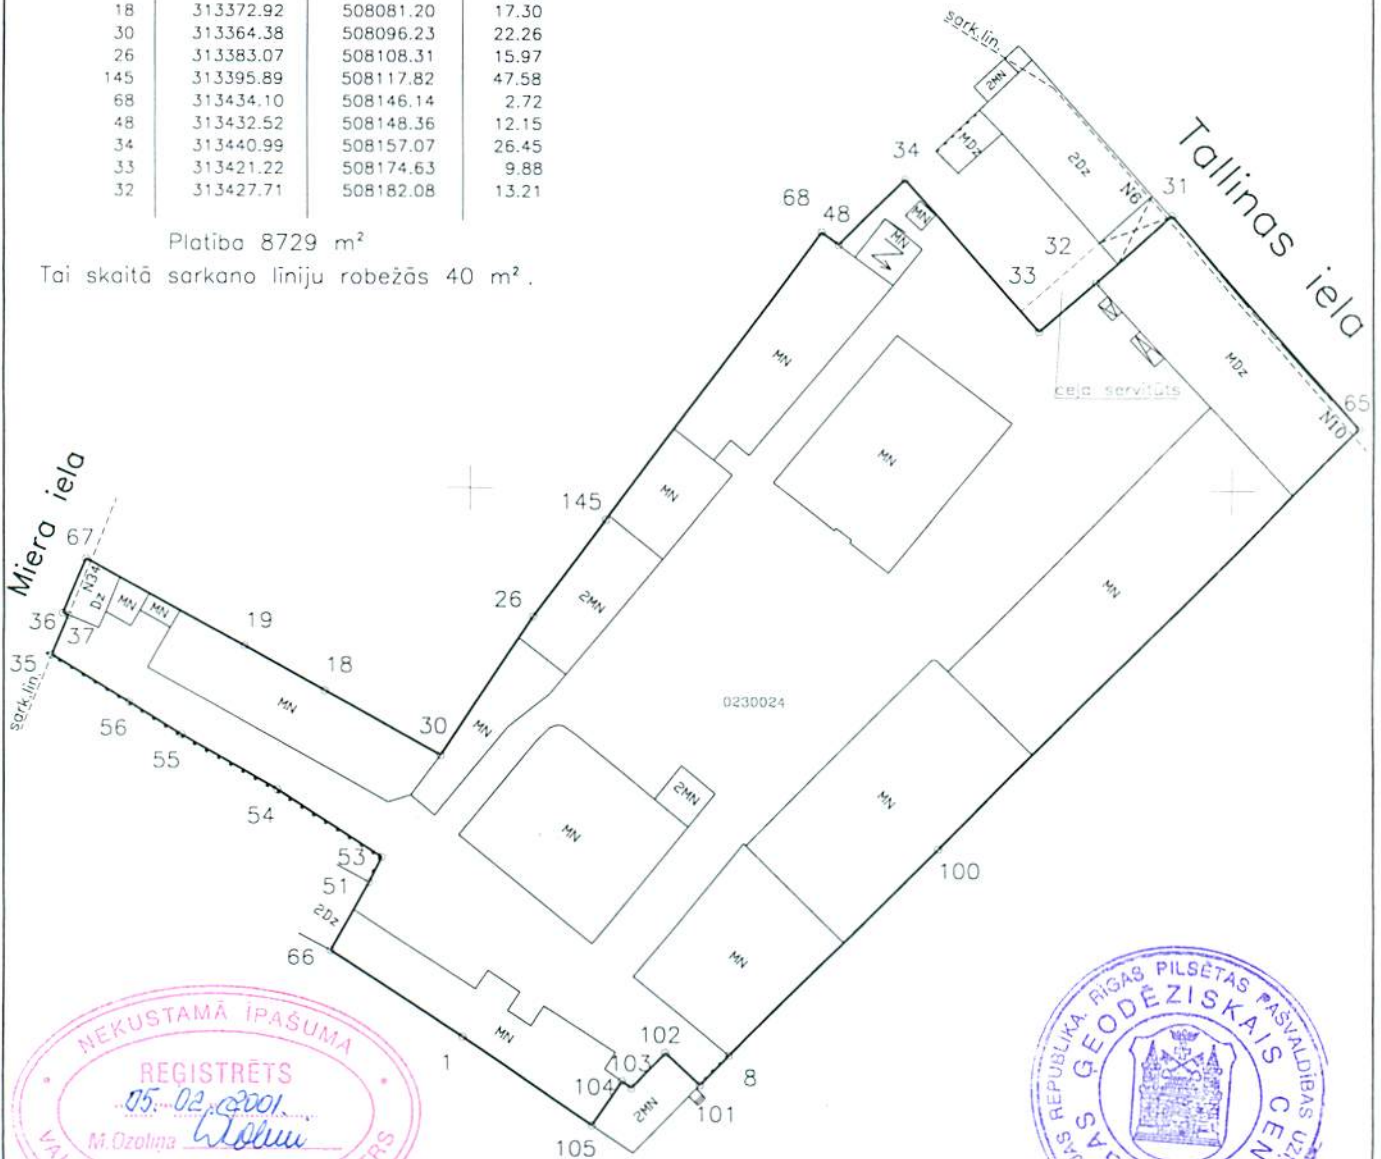 18 313372.92 508081.20 17.30
30 313364.38 508096.23 22.26
26 313383.07 508108.31 15.97
145 313395.89 508117.82 47.58
68 313434.10 508146.14 2.72
48 313432.52 508148.36 12.15
34 313440.99 508157.07 26.45
33 313421.22 508174.63 9.88
32 313427.71 508182.08 13.21
Platība 8729 m²
Tai skaitā sarkano līniju robežās 40 m².
sark.lin.
2MN
MDz
2Dz
N6
31
Tallinas iela
34
68
48
MN
MN
32
33
MN
MDz
ceļa servitūts
65
N10
MN
Miera iela
145
MN
67
N34
Dz
MN
MN
36
37
26
2MN
MN
19
35
sark.lin.
18
MN
0230024
56
30
MN
55
2MN
54
MN
MN
53
100
51
2Dz
66
MN
MN
1
102
103
8
104
101
2MN
105
NEKUSTAMĀ ĪPAŠUMA
REĢISTRĒTS
05. 02. 2001.
M.Ozoliņa
RĪGAS PILSĒTAS PAŠVALDĪBAS
ĢEODĒZISKAIS